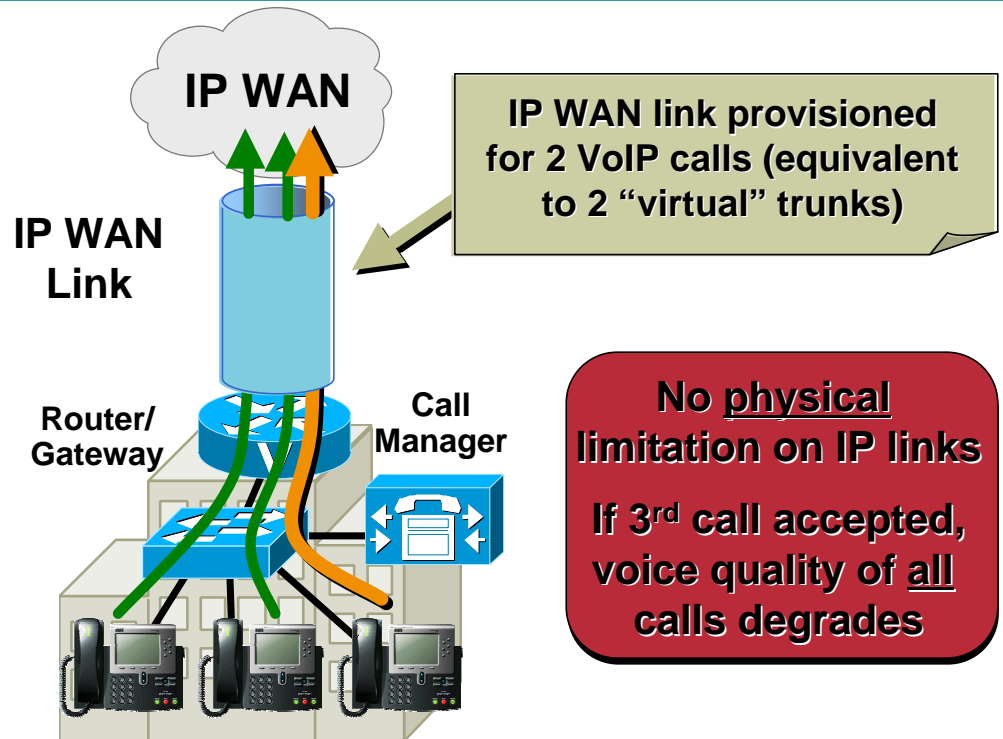 IP WAN
IP WAN link provisioned
for 2 VoIP calls (equivalent
to 2 “virtual” trunks)
IP WAN
Link
Router/
Gateway
Call
Manager
No physical
limitation on IP links
If 3rd call accepted,
voice quality of all
calls degrades